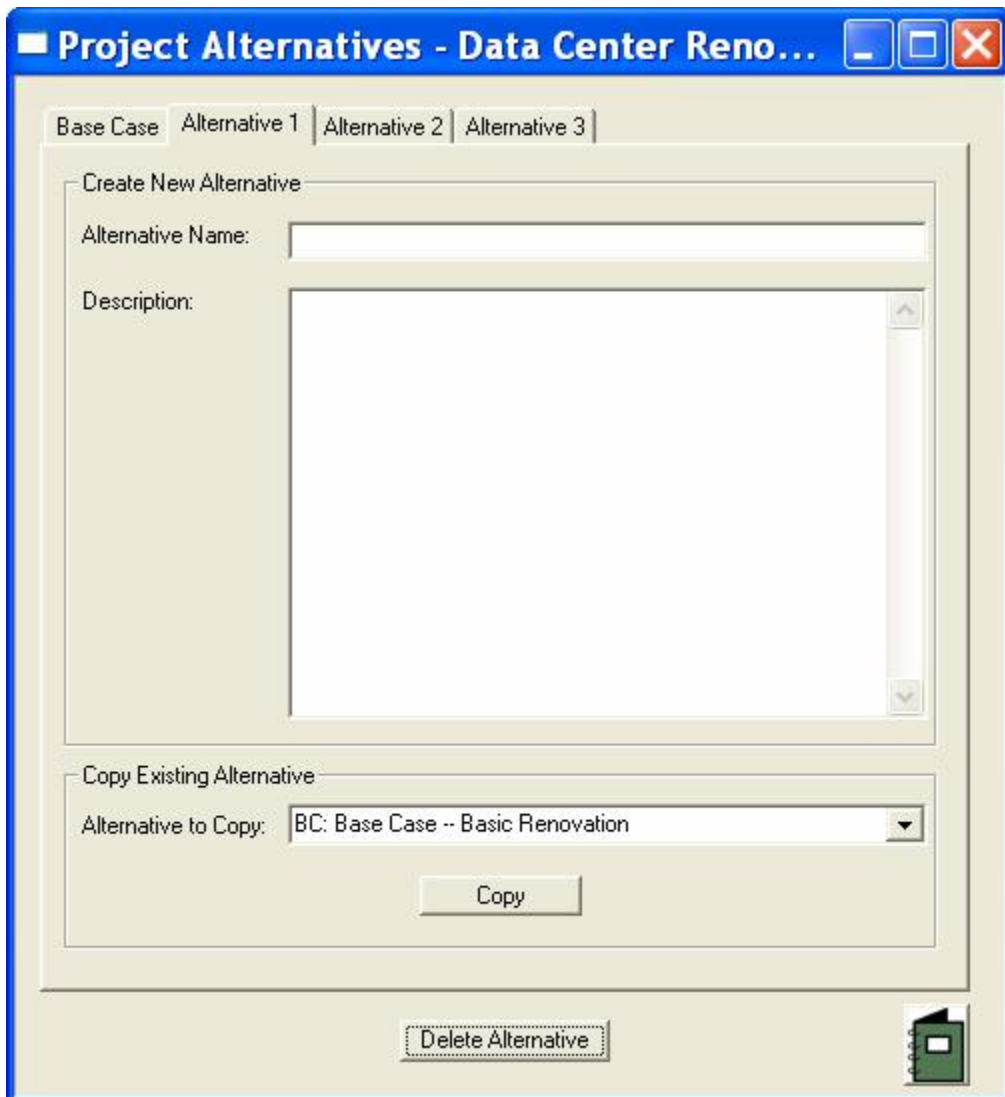 Project Alternatives - Data Center Reno...
Base Case Alternative 1 Alternative 2 Alternative 3
Create New Alternative
Alternative Name:
Description:
Copy Existing Alternative
Alternative to Copy: BC: Base Case -- Basic Renovation
Copy
Delete Alternative